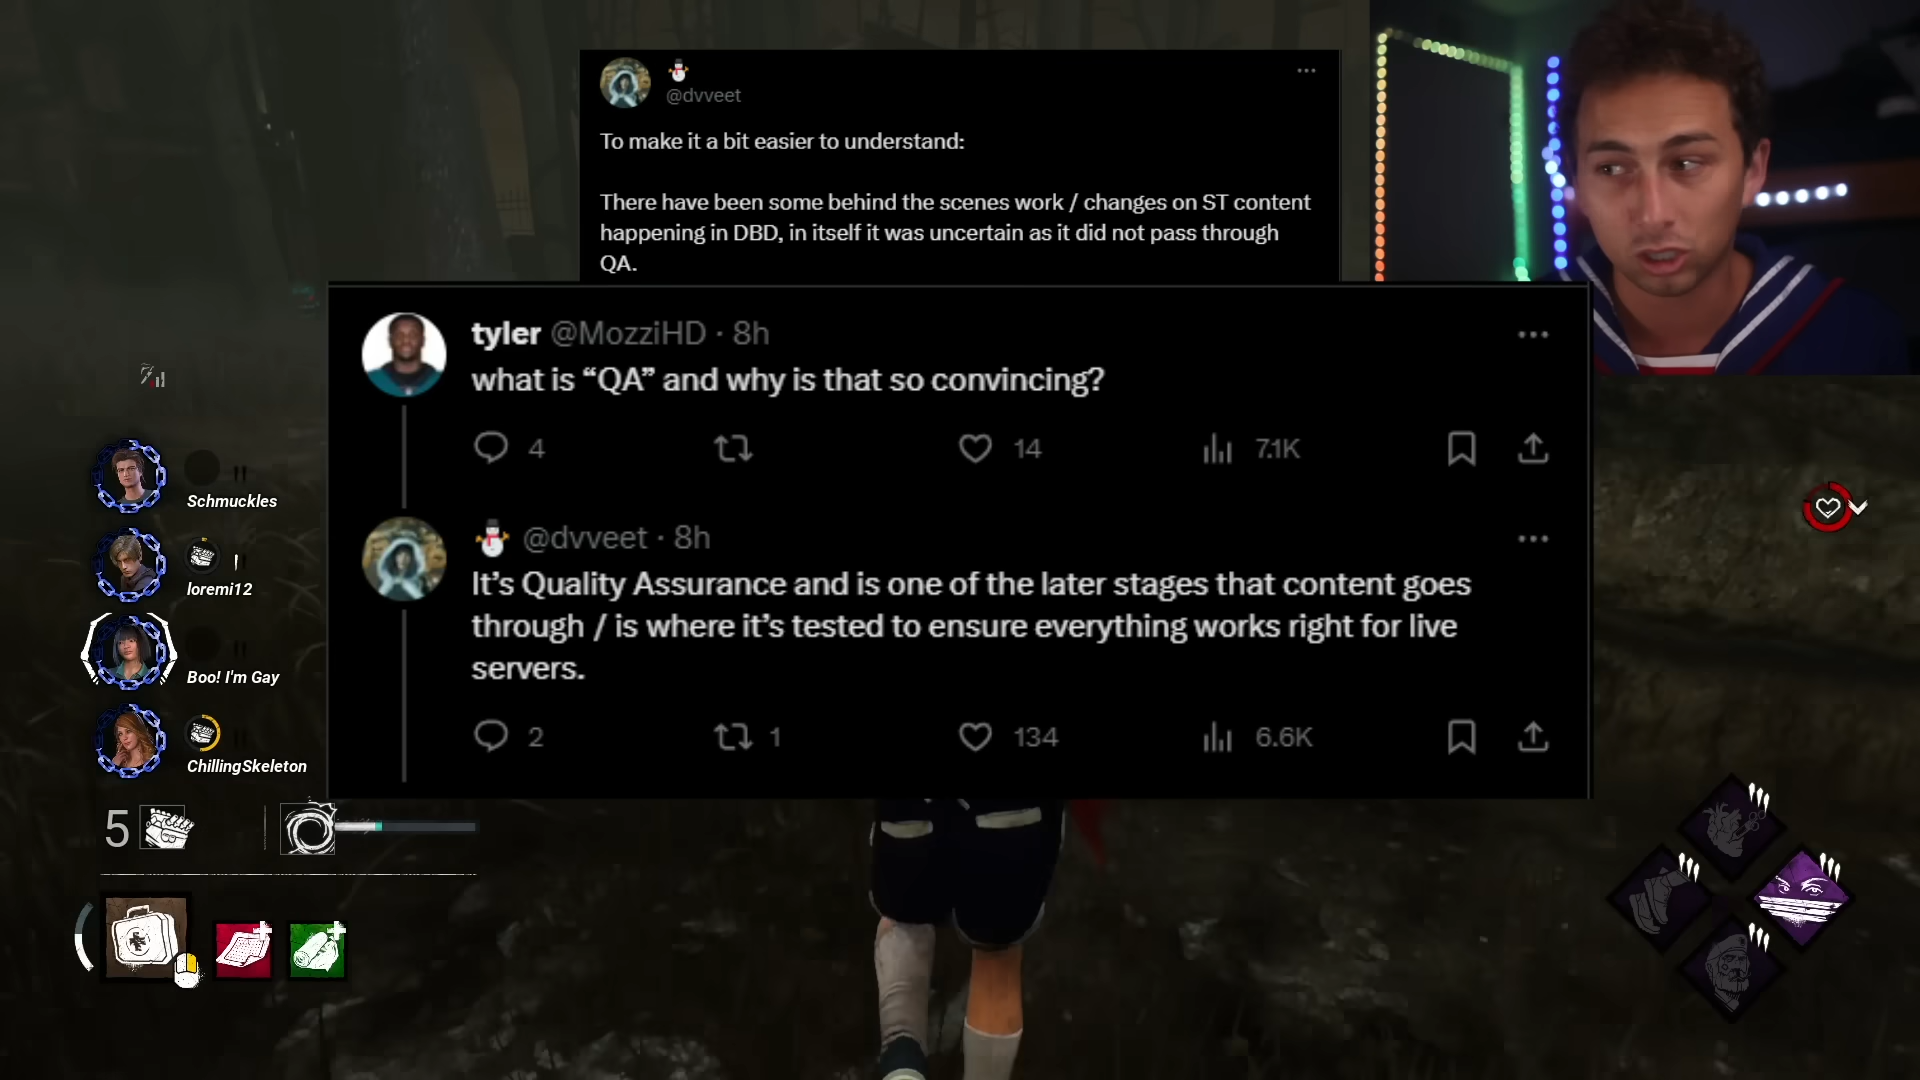 @dvveet
To make it a bit easier to understand:
There have been some behind the scenes work / changes on ST content
happening in DBD, in itself it was uncertain as it did not pass through
QA.
tyler @MozziHD · 8h
what is “QA” and why is that so convincing?
4 14 7.1K
@dvveet · 8h
It’s Quality Assurance and is one of the later stages that content goes
through / is where it’s tested to ensure everything works right for live
servers.
2 1 134 6.6K
Schmuckles
loremi12
Boo! I'm Gay
ChillingSkeleton
5